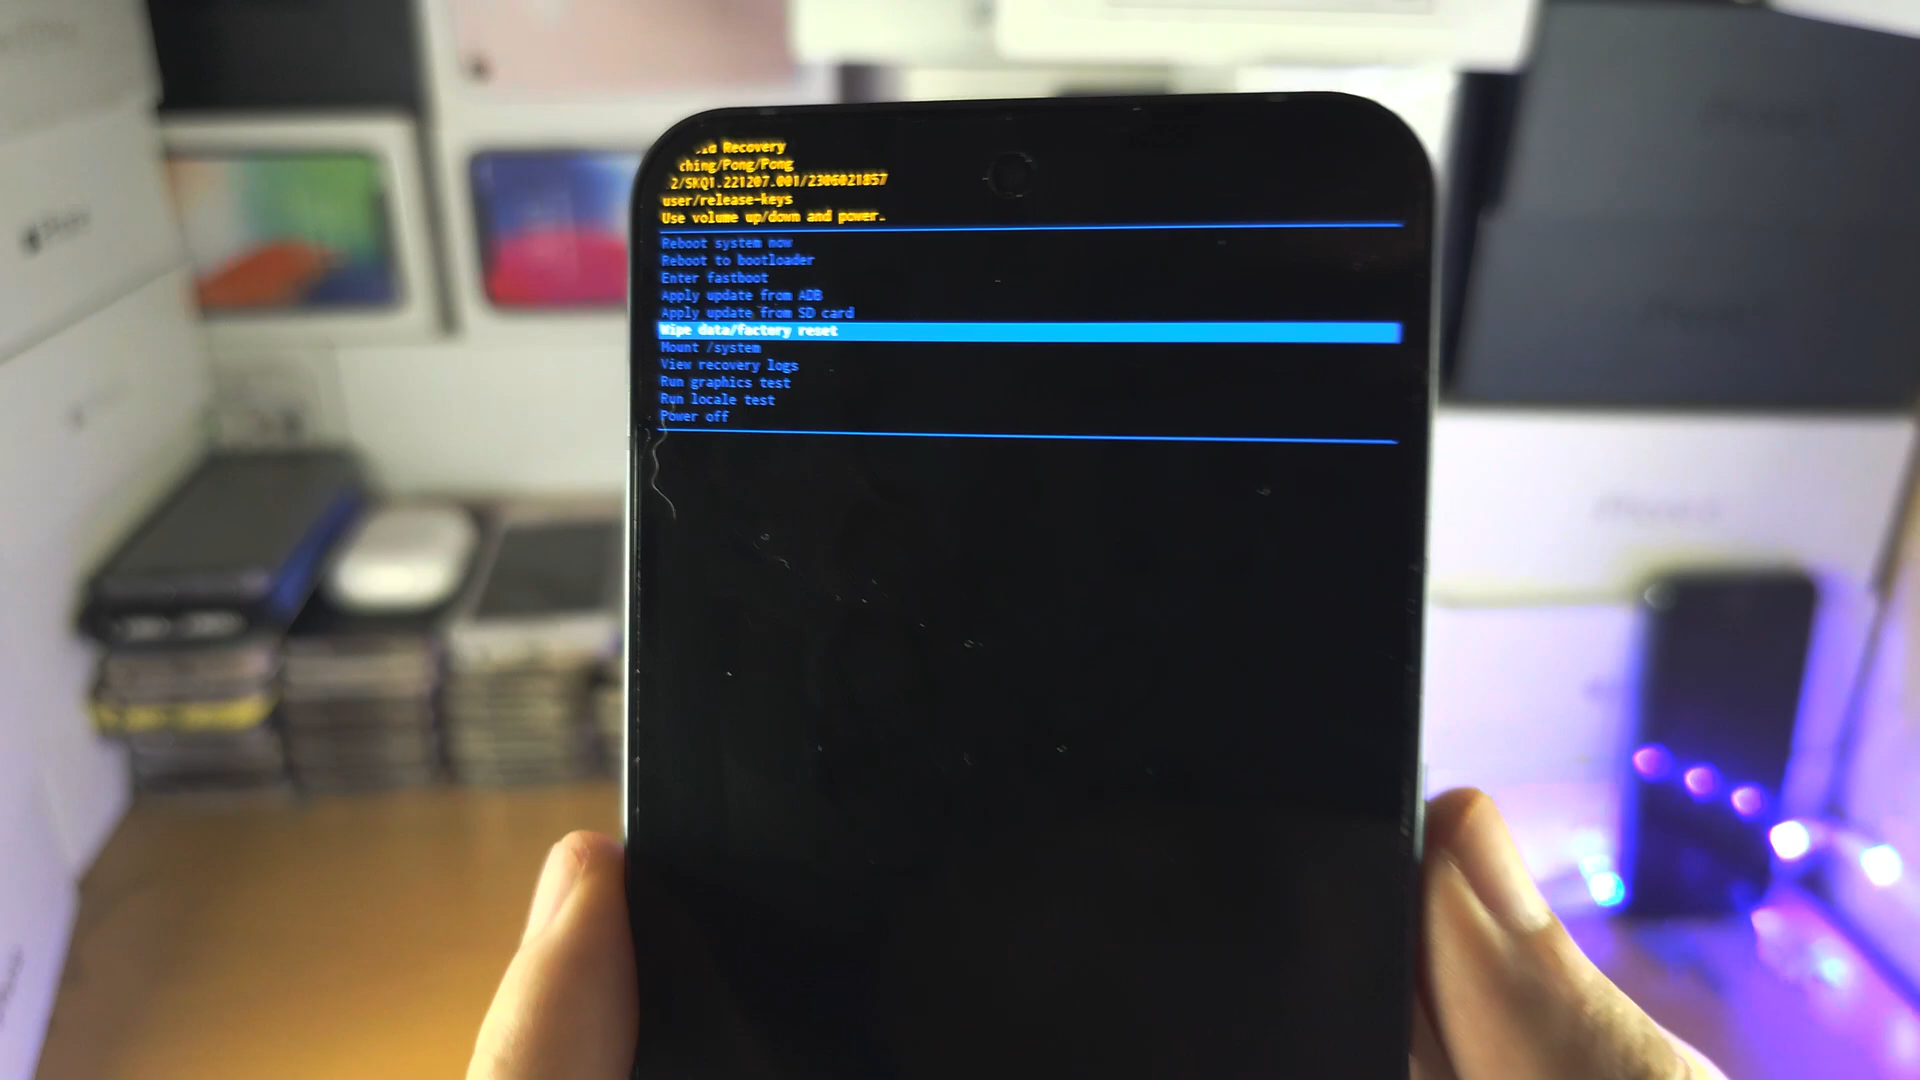 Recovery
ching/Pong/Pong
2/SKQ1.221207.001/2306021857
user/release-keys
Use volume up/down and power.
Reboot system now
Reboot to bootloader
Enter fastboot
Apply update from ADB
Apply update from SD card
Wipe data/factory reset
Mount /system
View recovery logs
Run graphics test
Run locale test
Power off